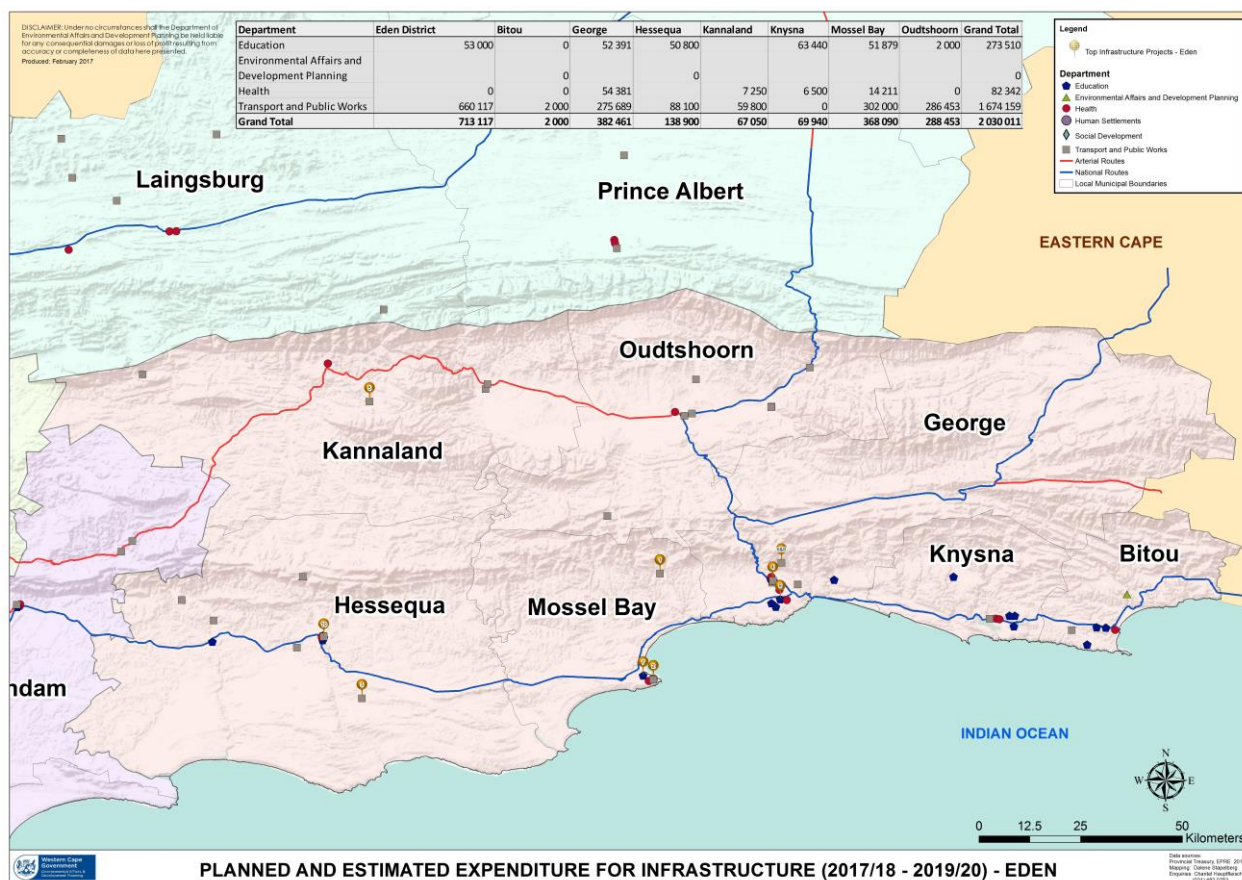 DISCLAIMER: Under no circumstances shall the Department of
Environmental Affairs and Development Planning be held liable
for any consequential damages or loss of profit resulting from
accuracy or completeness of data here presented.
Produced: February 2017
Department Eden District Bitou George Hessequa Kannaland Knysna Mossel Bay Oudtshoorn Grand Total
Education 53 000 0 52 391 50 800 63 440 51 879 2 000 273 510
Environmental Affairs and
Development Planning 0 0 0
Health 0 54 381 7 250 6 500 14 211 0 82 342
Transport and Public Works 660 117 2 000 275 689 88 100 59 800 0 302 000 286 453 1 674 159
Grand Total 713 117 2 000 382 461 138 900 67 050 69 940 368 090 288 453 2 030 011
Legend
Top Infrastructure Projects - Eden
Department
Education
Environmental Affairs and Development Planning
Health
Human Settlements
Social Development
Transport and Public Works
Arterial Routes
National Routes
Local Municipal Boundaries
Laingsburg
Prince Albert
EASTERN CAPE
Oudtshoorn
George
Kannaland
Knysna
Bitou
Hessequa
Mossel Bay
ndam
INDIAN OCEAN
N
W E
S
0 12.5 25 50
Kilometers
Western Cape
Government
Environmental Affairs &
Development Planning
PLANNED AND ESTIMATED EXPENDITURE FOR INFRASTRUCTURE (2017/18 - 2019/20) - EDEN
Data sources:
Provincial Treasury, EPRE
Mapping:
Enquiries: Chantel